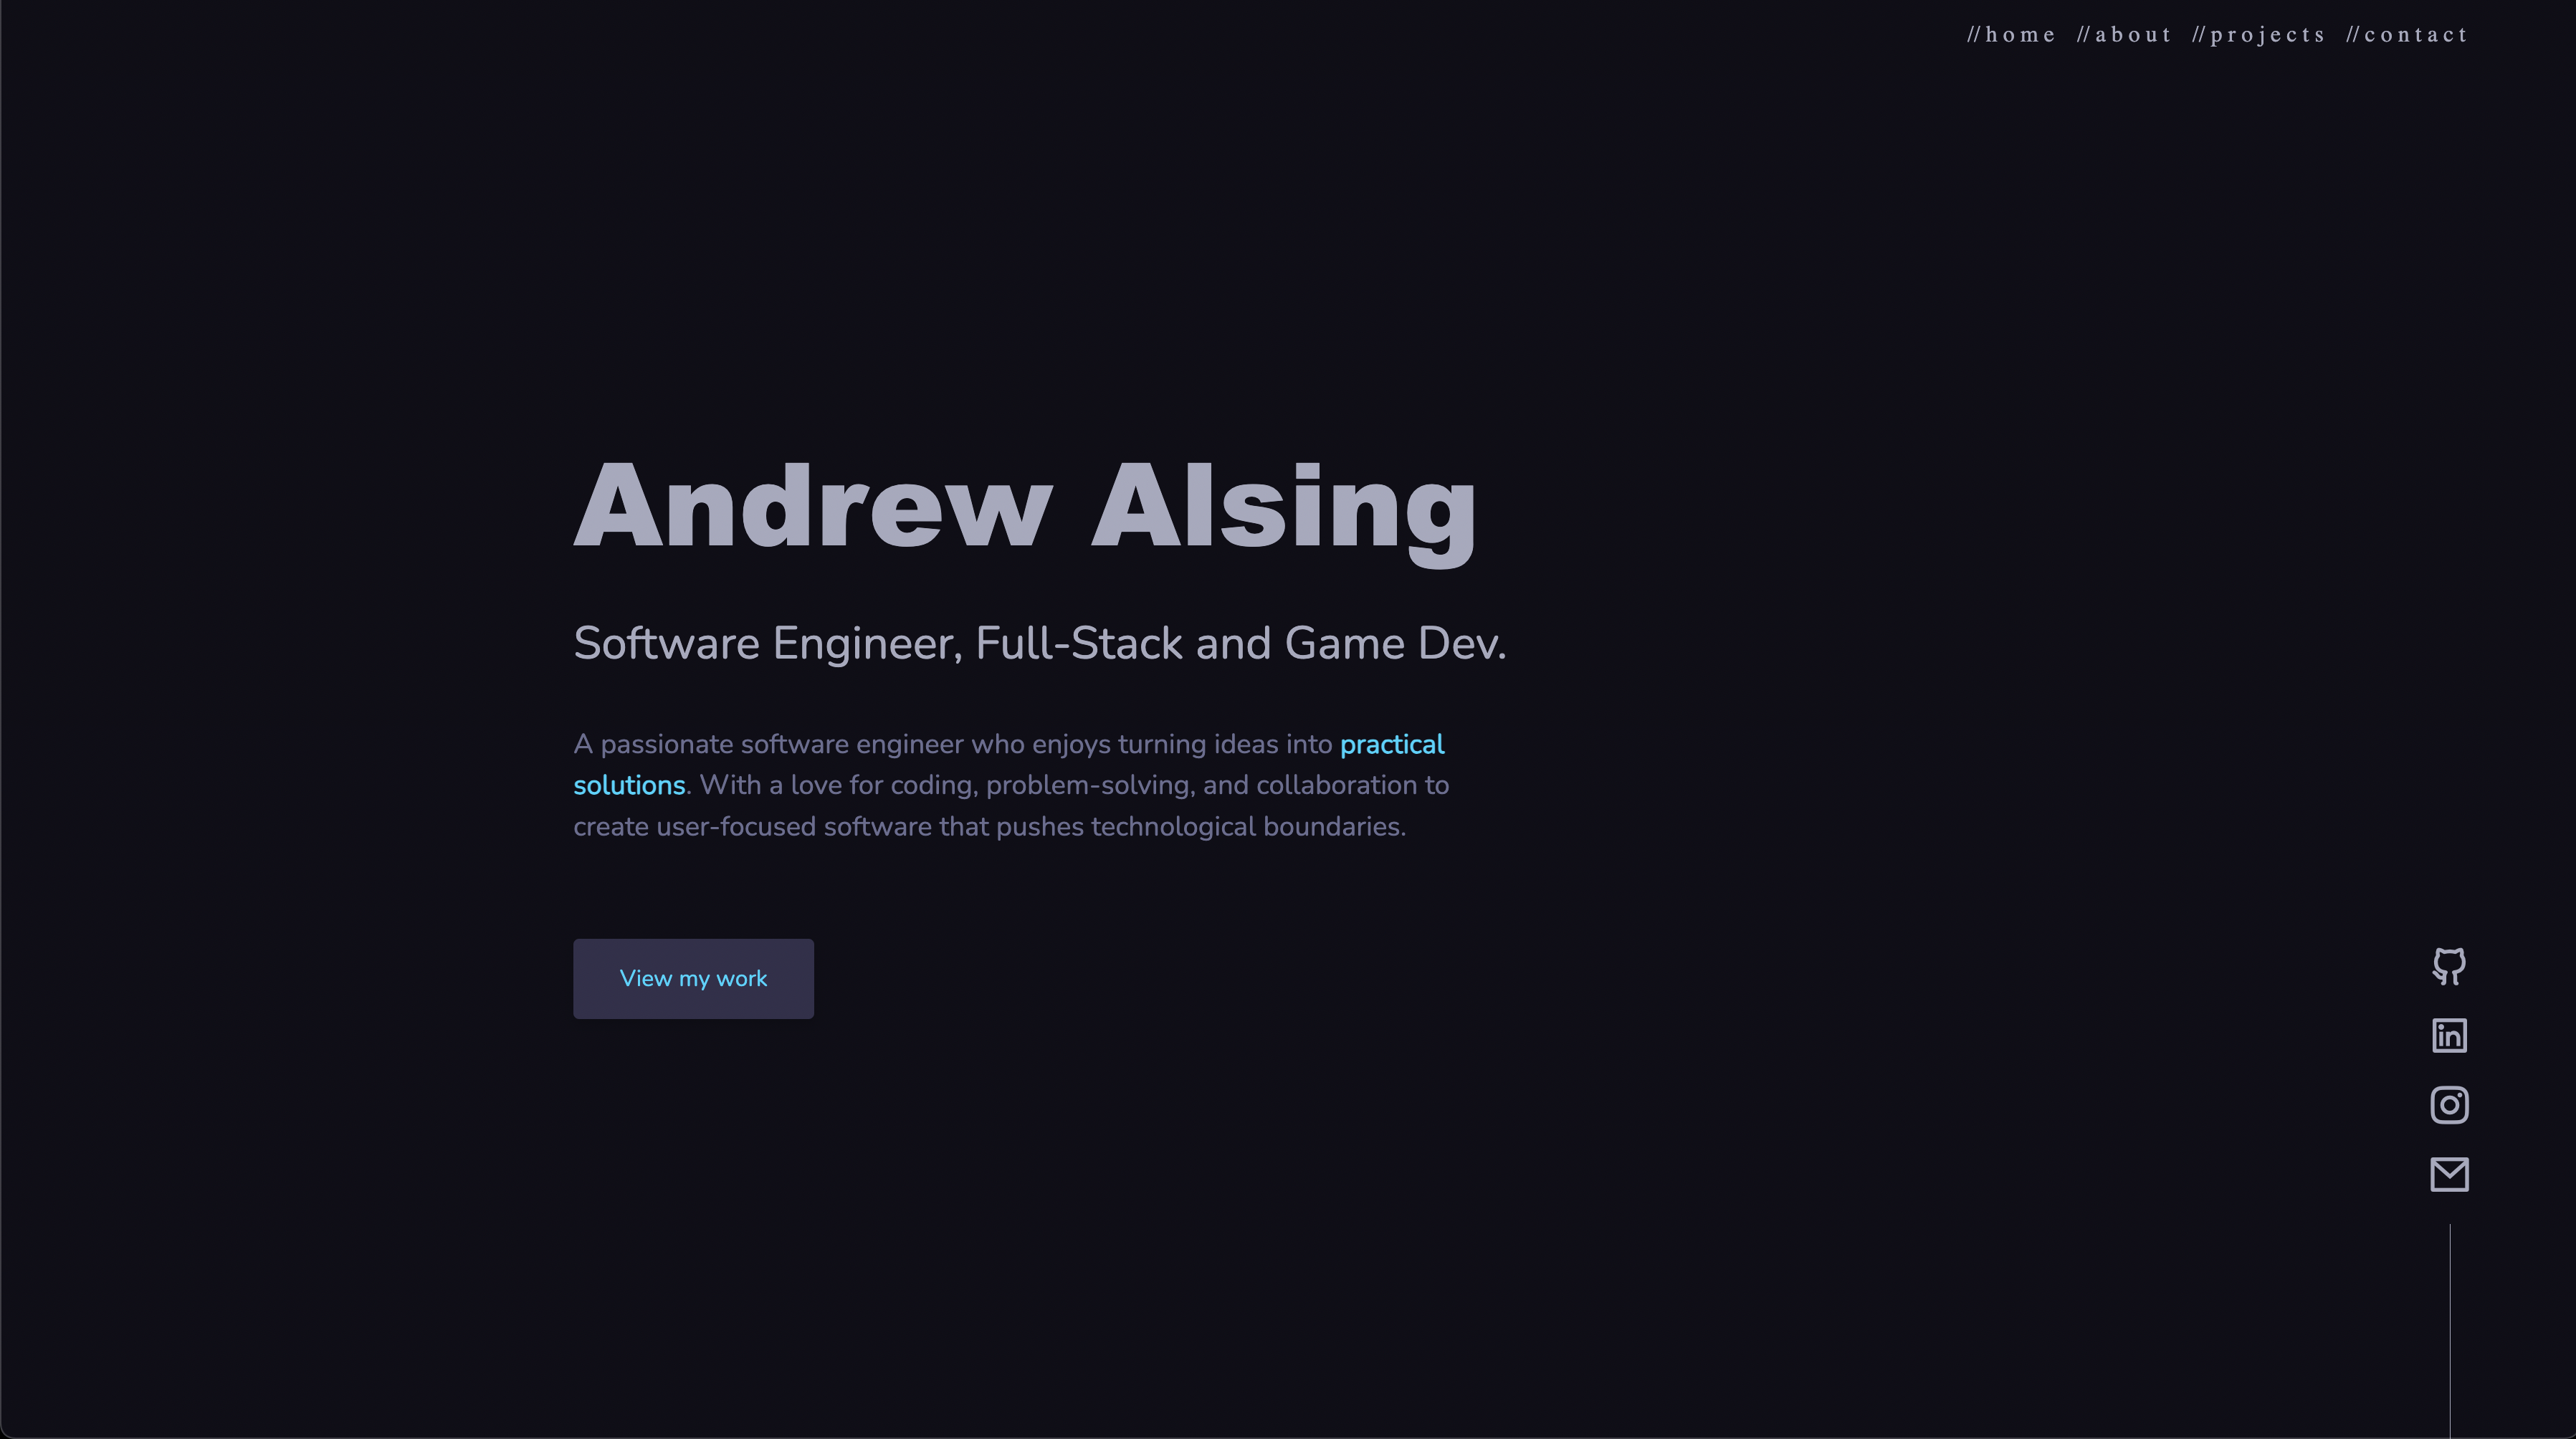 //home //about //projects //contact
Andrew Alsing
Software Engineer, Full-Stack and Game Dev.
A passionate software engineer who enjoys turning ideas into practical
solutions. With a love for coding, problem-solving, and collaboration to
create user-focused software that pushes technological boundaries.
View my work
in